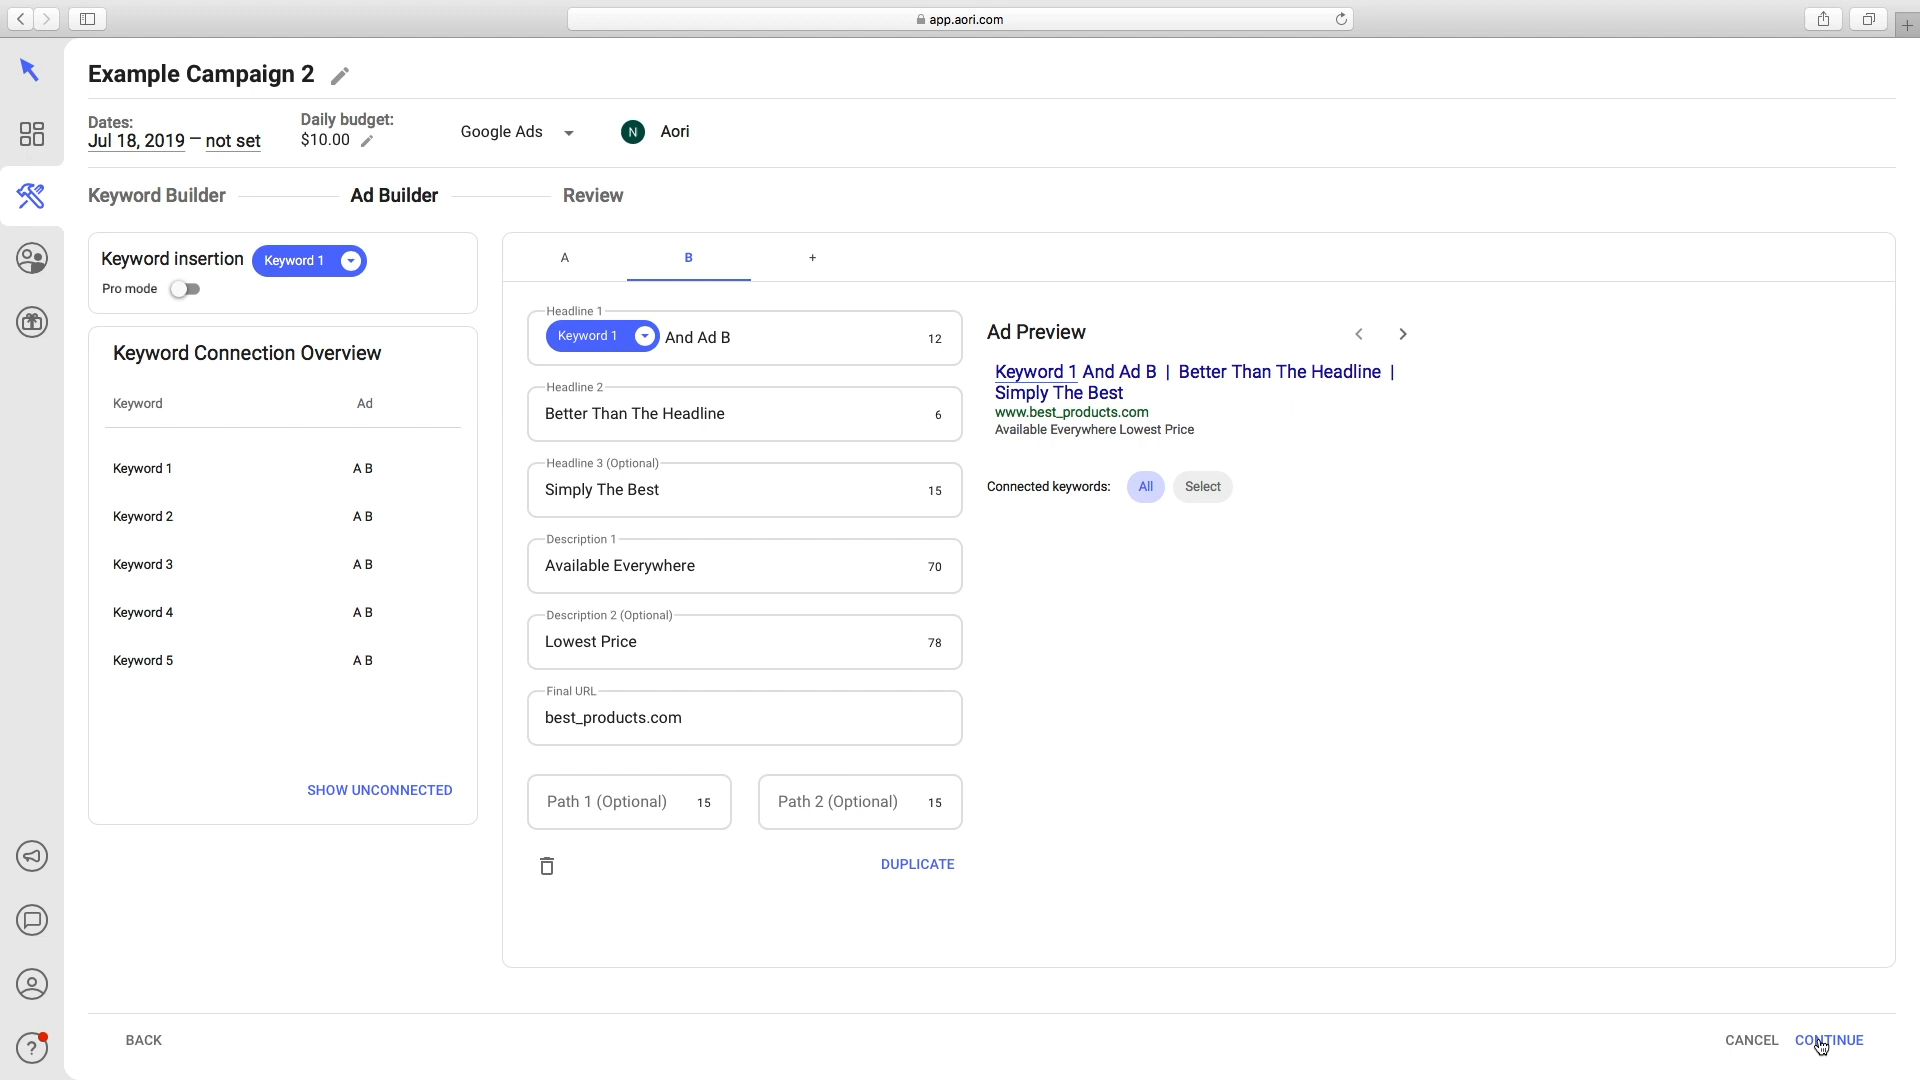 app.aori.com
Example Campaign 2
Dates:
Jul 18, 2019 – not set
Daily budget:
$10.00
Google Ads
N Aori
Keyword Builder
Ad Builder
Review
Keyword insertion Keyword 1
Pro mode
Keyword Connection Overview
Keyword Ad
Keyword 1 A B
Keyword 2 A B
Keyword 3 A B
Keyword 4 A B
Keyword 5 A B
SHOW UNCONNECTED
A B +
Headline 1
Keyword 1 And Ad B 12
Headline 2
Better Than The Headline 6
Headline 3 (Optional)
Simply The Best 15
Description 1
Available Everywhere 70
Description 2 (Optional)
Lowest Price 78
Final URL
best_products.com
Path 1 (Optional) 15
Path 2 (Optional) 15
DUPLICATE
Ad Preview
Keyword 1 And Ad B | Better Than The Headline |
Simply The Best
www.best_products.com
Available Everywhere Lowest Price
Connected keywords: All Select
?
BACK
CANCEL CONTINUE